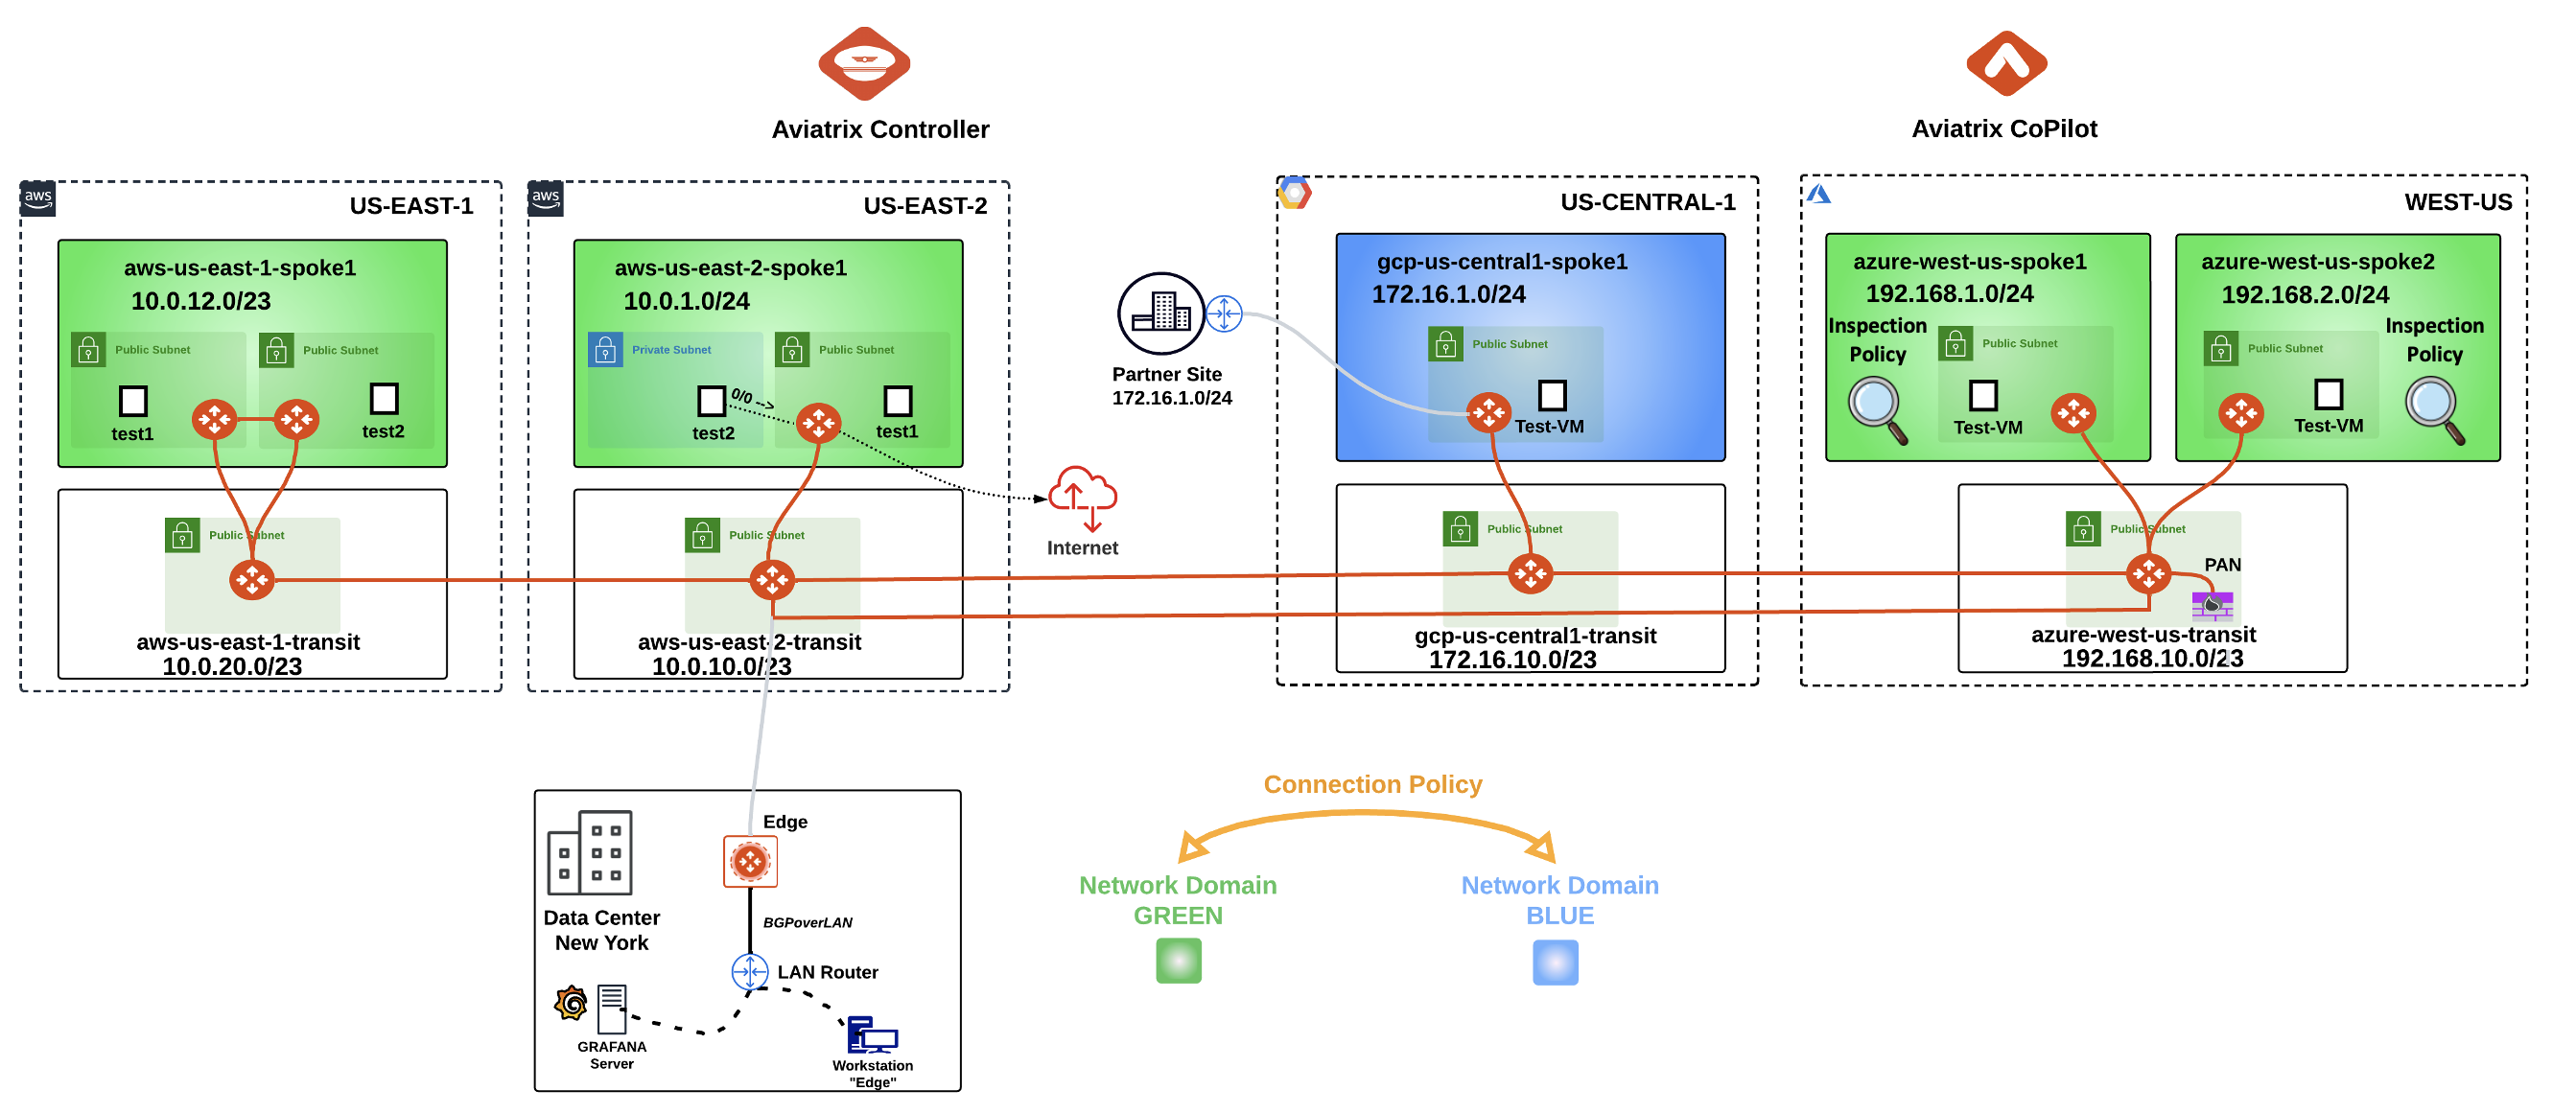 Aviatrix Controller
Aviatrix CoPilot
aws
US-EAST-1
aws-us-east-1-spoke1
10.0.12.0/23
Public Subnet
Public Subnet
test1
test2
Public Subnet
aws-us-east-1-transit
10.0.20.0/23
aws
US-EAST-2
aws-us-east-2-spoke1
10.0.1.0/24
Private Subnet
Public Subnet
0/0 -->
test2
test1
Public Subnet
aws-us-east-2-transit
10.0.10.0/23
Internet
Partner Site
172.16.1.0/24
US-CENTRAL-1
gcp-us-central1-spoke1
172.16.1.0/24
Public Subnet
Test-VM
Public Subnet
gcp-us-central1-transit
172.16.10.0/23
WEST-US
azure-west-us-spoke1
192.168.1.0/24
Inspection
Policy
Public Subnet
Test-VM
azure-west-us-spoke2
192.168.2.0/24
Inspection
Policy
Public Subnet
Test-VM
Public Subnet
PAN
azure-west-us-transit
192.168.10.0/23
Edge
Data Center
New York
BGPoverLAN
LAN Router
GRAFANA
Server
Workstation
"Edge"
Connection Policy
Network Domain
GREEN
Network Domain
BLUE